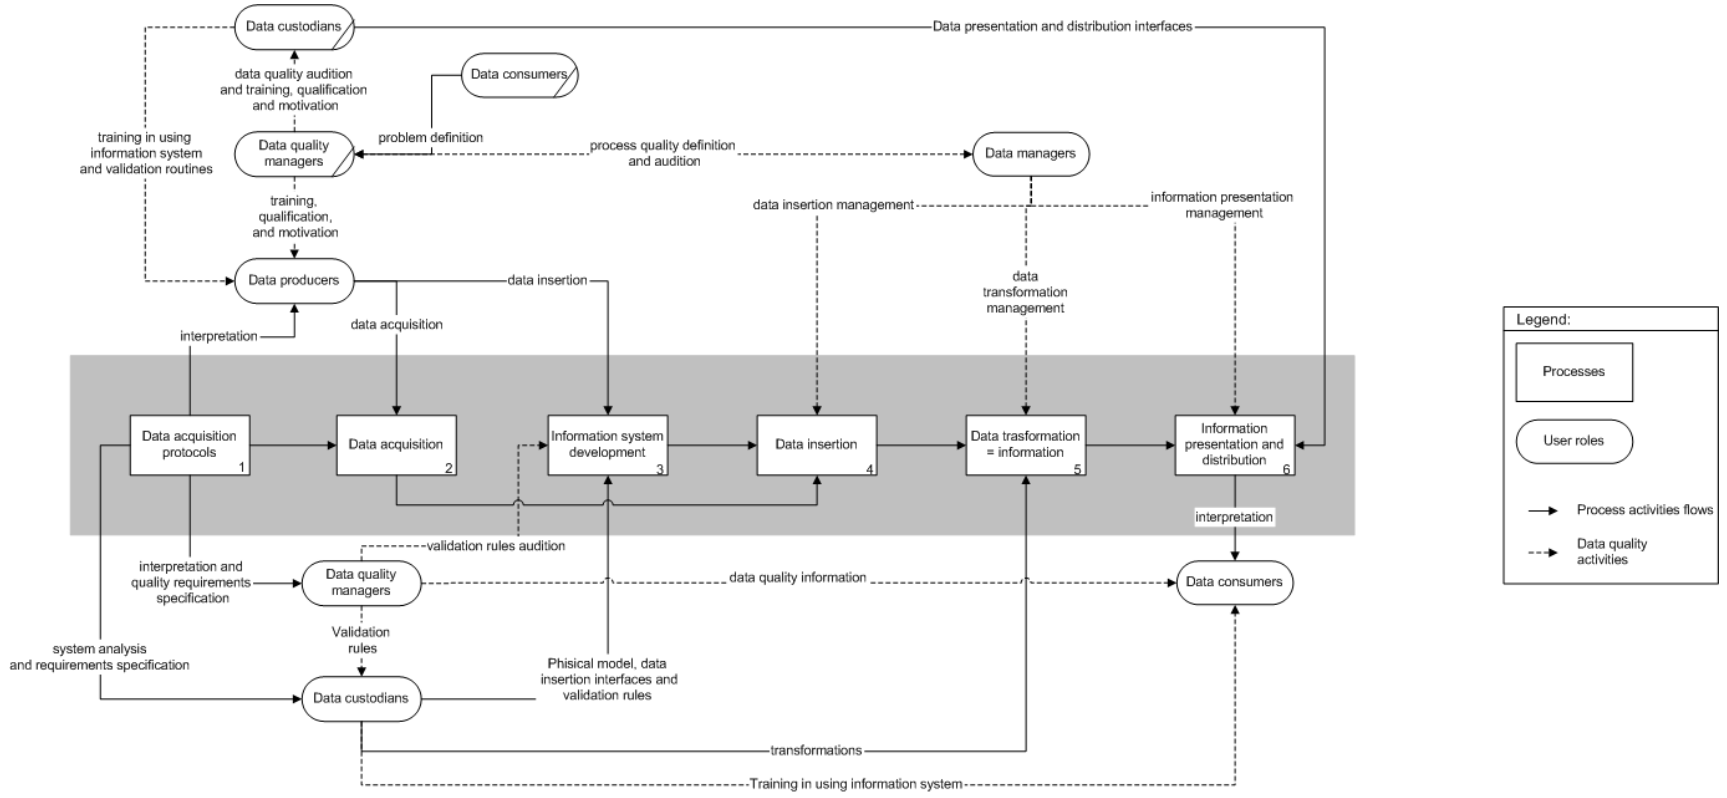 Data custodians
Data presentation and distribution interfaces
data quality audition
and training, qualification
and motivation
Data consumers
training in using
information system
and validation routines
Data quality
managers
problem definition
process quality definition
and audition
Data managers
training,
qualification,
and motivation
data insertion management
information presentation
management
Data producers
data insertion
data
transformation
management
interpretation
data acquisition
Data acquisition
protocols
1
Data acquisition
2
Information system
development
3
Data insertion
4
Data trasformation
= information
5
Information
presentation and
distribution
6
interpretation
validation rules audition
interpretation and
quality requirements
specification
Data quality
managers
data quality information
Data consumers
Validation
rules
system analysis
and requirements specification
Data custodians
Phisical model, data
insertion interfaces and
validation rules
transformations
Training in using information system
Legend:
Processes
User roles
Process activities flows
Data quality
activities